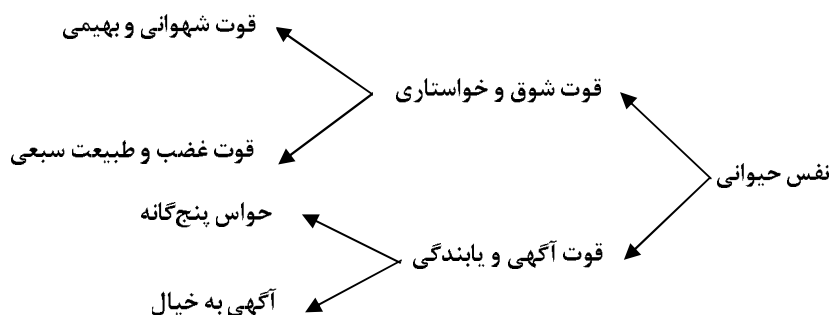 قوت شهوانی و بهیمی
قوت شوق و خواستاری
قوت غضب و طبیعت سبعی
نفس حیوانی
حواس پنج‌گانه
قوت آگهی و یابندگی
آگهی به خیال